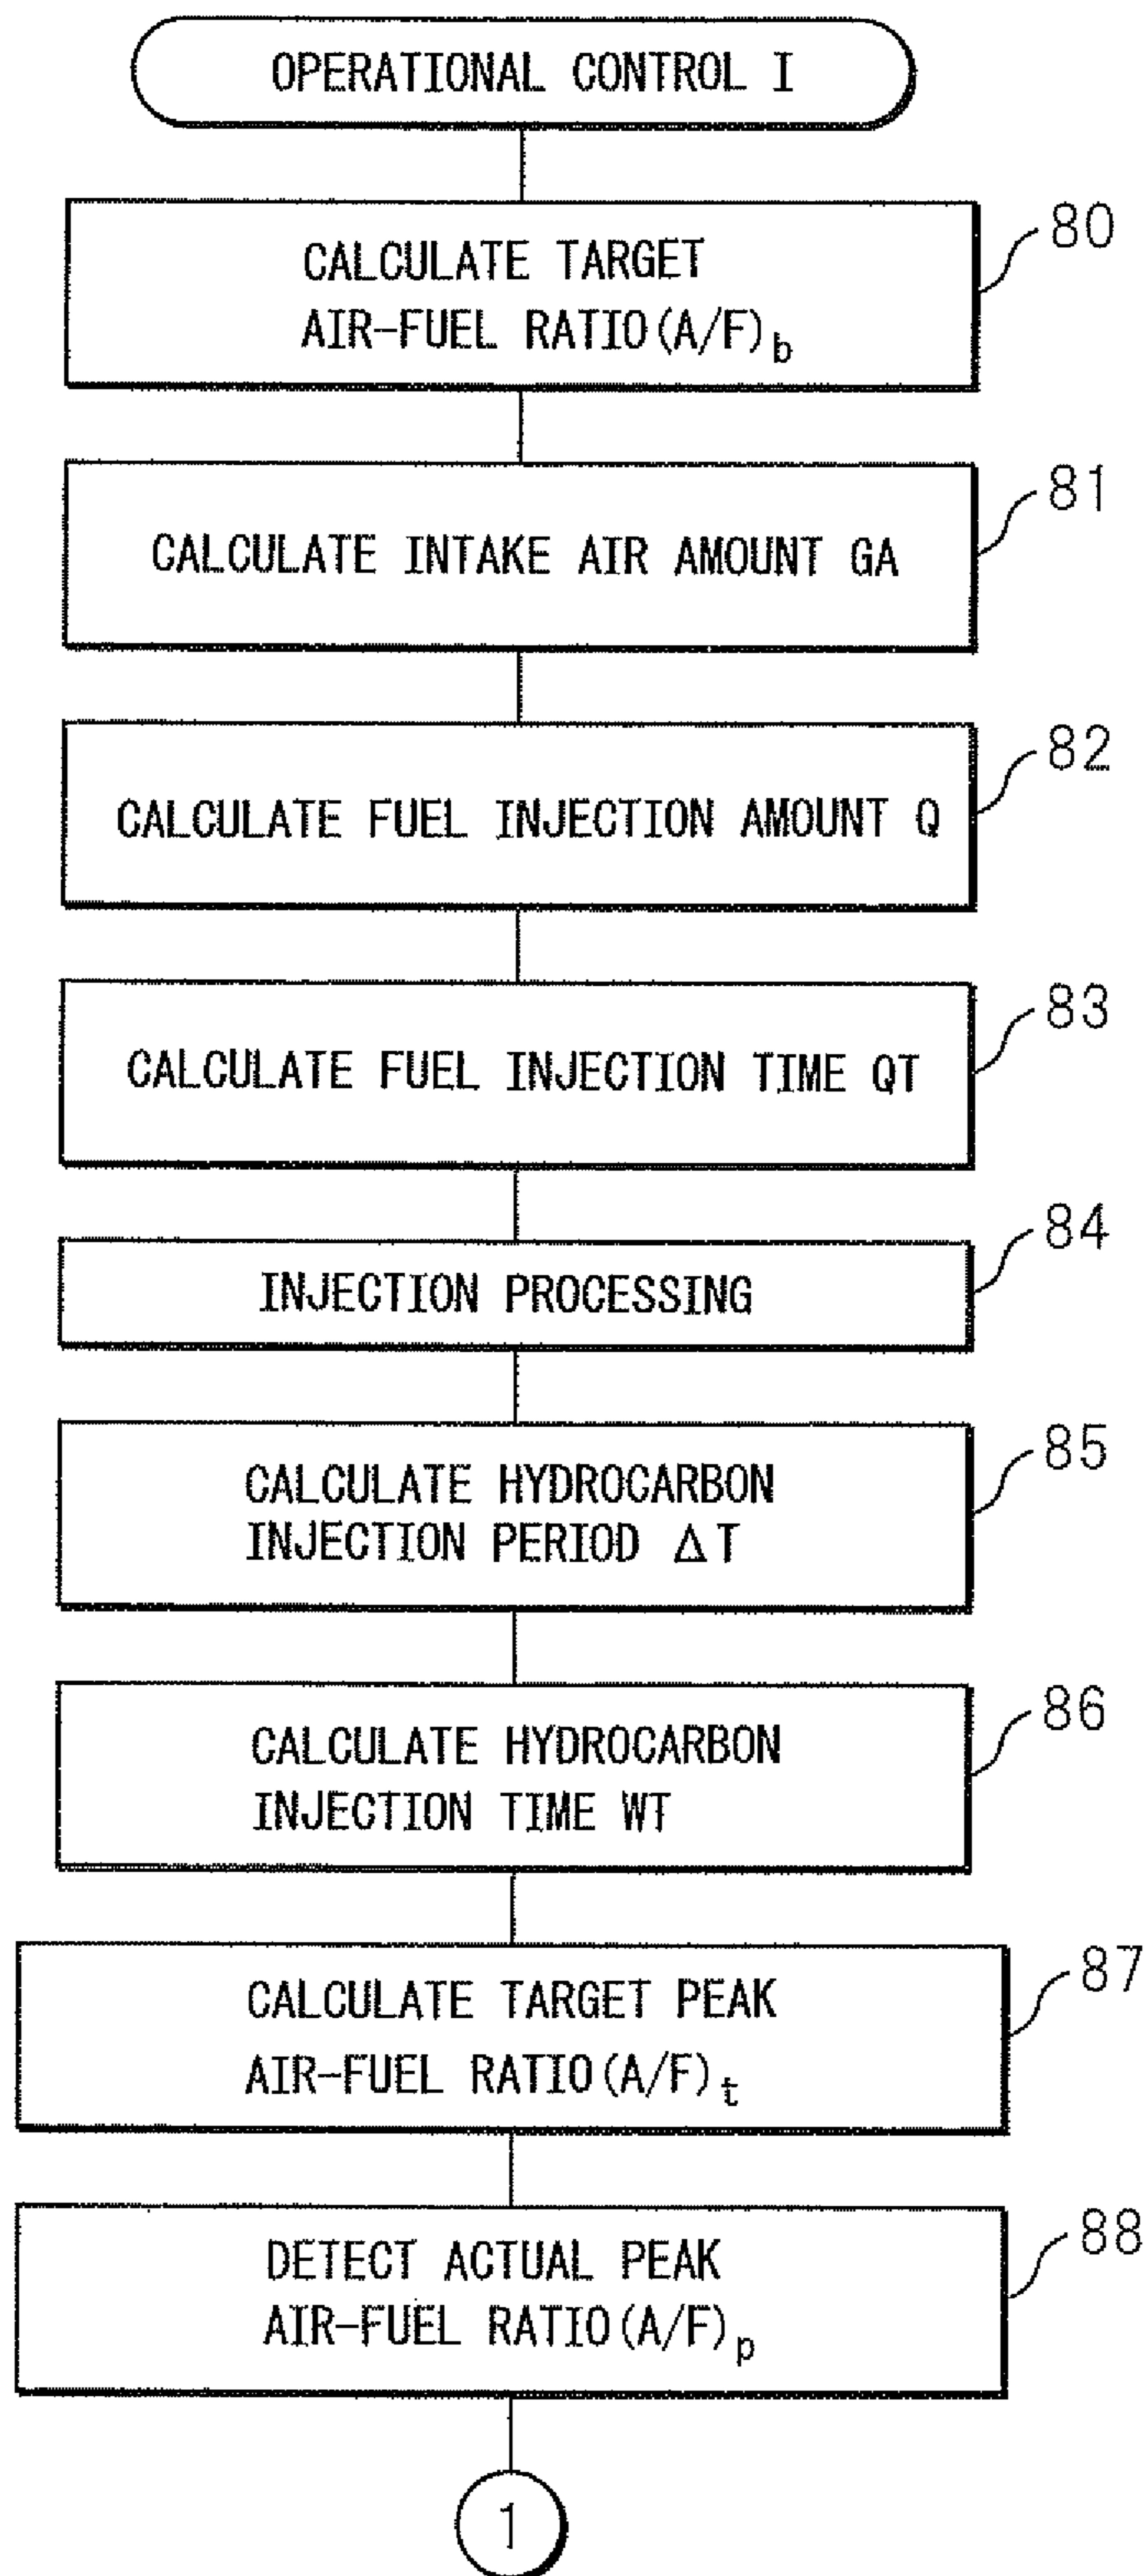 OPERATIONAL CONTROL I
80
CALCULATE TARGET
AIR-FUEL RATIO(A/F)b
81
CALCULATE INTAKE AIR AMOUNT GA
82
CALCULATE FUEL INJECTION AMOUNT Q
83
CALCULATE FUEL INJECTION TIME QT
84
INJECTION PROCESSING
85
CALCULATE HYDROCARBON
INJECTION PERIOD ΔT
86
CALCULATE HYDROCARBON
INJECTION TIME WT
87
CALCULATE TARGET PEAK
AIR-FUEL RATIO(A/F)t
88
DETECT ACTUAL PEAK
AIR-FUEL RATIO(A/F)p
1